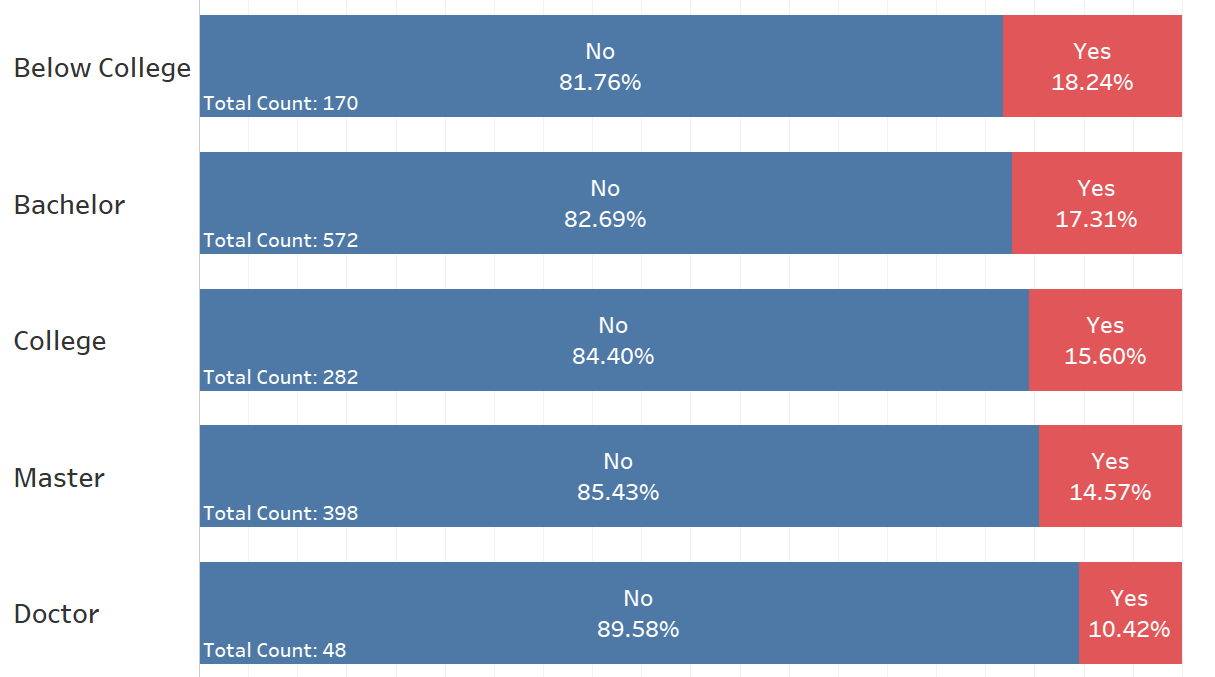 Below College
No
81.76%
Total Count: 170
Yes
18.24%
Bachelor
No
82.69%
Total Count: 572
Yes
17.31%
College
No
84.40%
Total Count: 282
Yes
15.60%
Master
No
85.43%
Total Count: 398
Yes
14.57%
Doctor
No
89.58%
Total Count: 48
Yes
10.42%